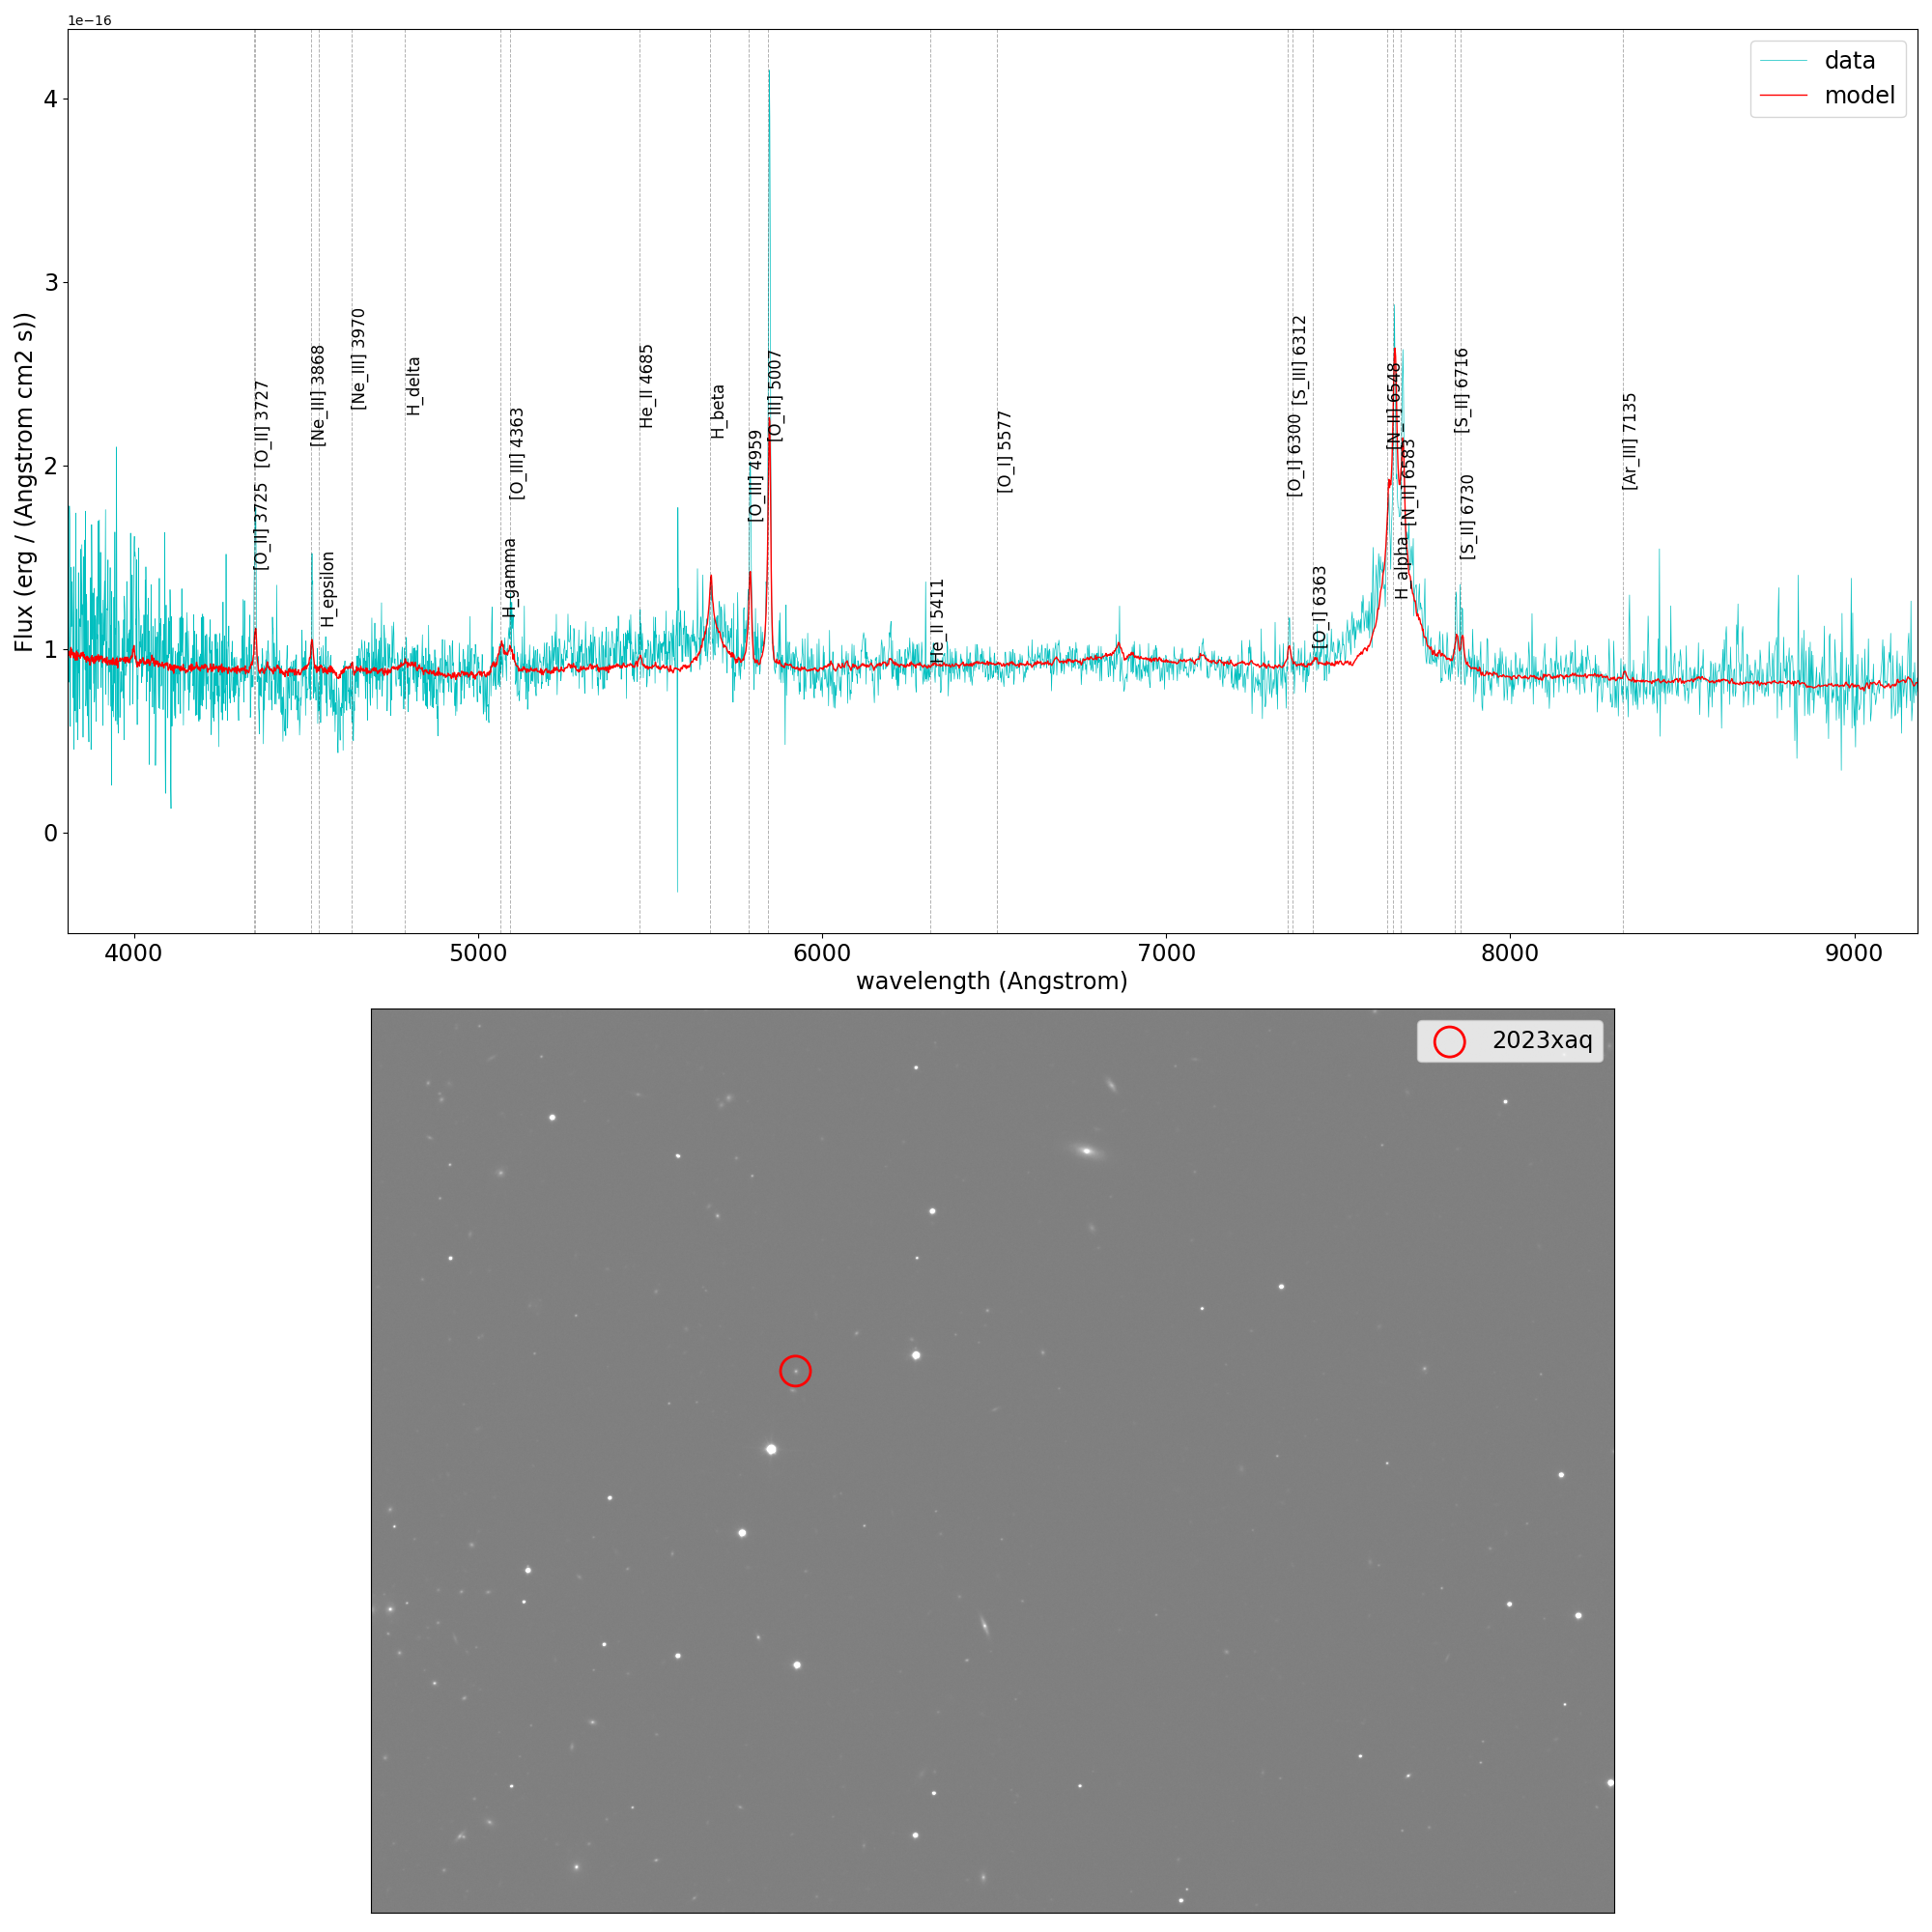 1e−16
data
model
4
3
2
1
0
Flux (erg / (Angstrom cm2 s))
[O_II] 3725
[O_II] 3727
[Ne_III] 3868
H_epsilon
[Ne_III] 3970
H_delta
H_gamma
[O_III] 4363
He_II 4685
H_beta
[O_III] 4959
[O_III] 5007
He_II 5411
[O_I] 5577
[O_I] 6300
[S_III] 6312
[O_I] 6363
[N_II] 6548
H_alpha
[N_II] 6583
[S_II] 6716
[S_II] 6730
[Ar_III] 7135
4000
5000
6000
7000
8000
9000
wavelength (Angstrom)
2023xaq